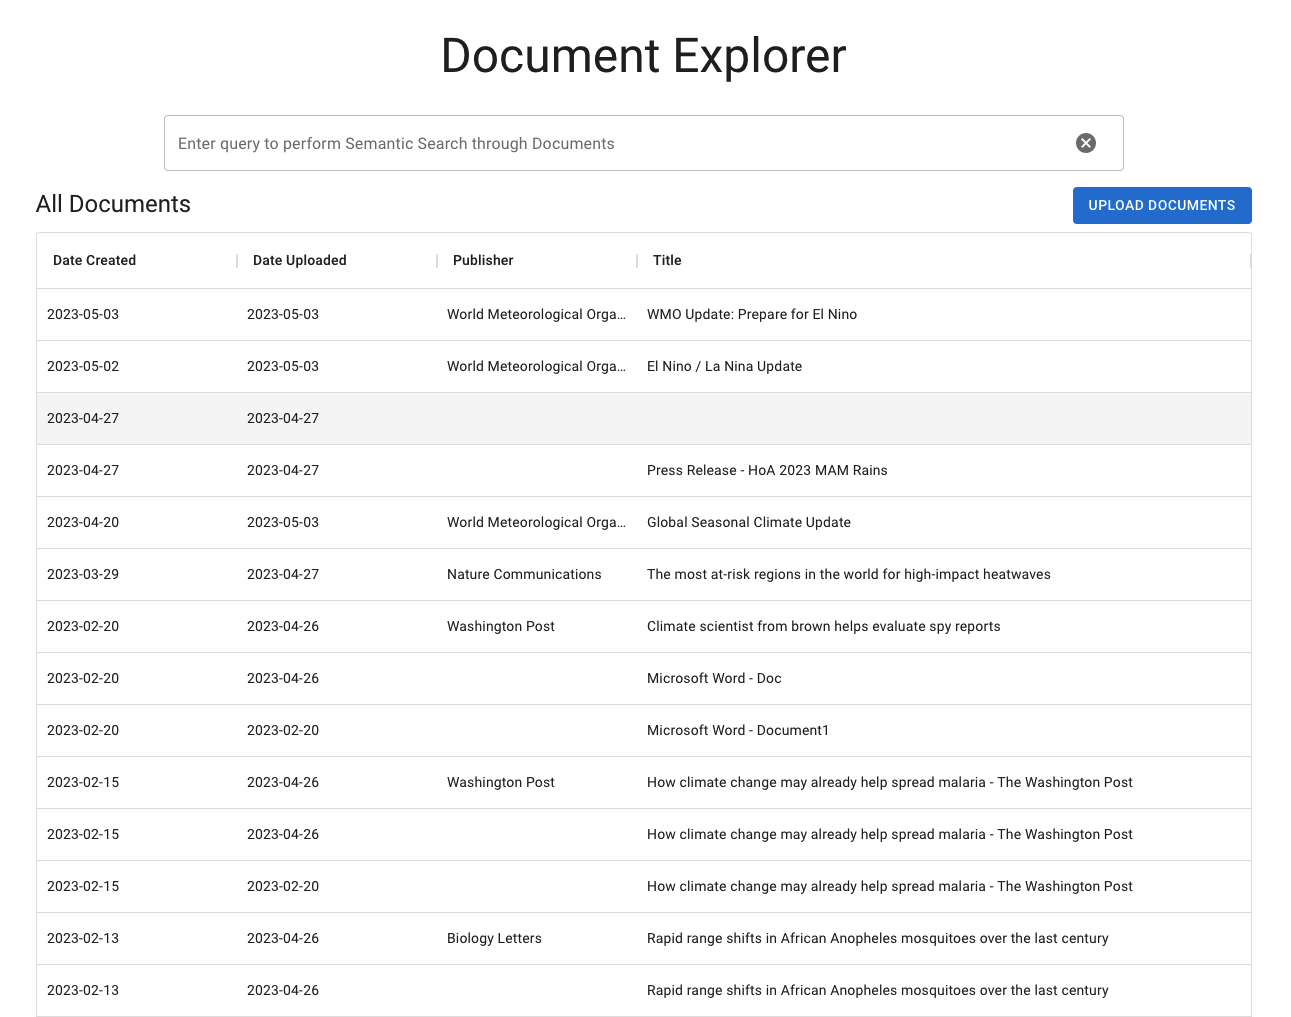 Document Explorer
Enter query to perform Semantic Search through Documents
All Documents
UPLOAD DOCUMENTS
Date Created Date Uploaded Publisher Title
2023-05-03 2023-05-03 World Meteorological Orga... WMO Update: Prepare for El Nino
2023-05-02 2023-05-03 World Meteorological Orga... El Nino / La Nina Update
2023-04-27 2023-04-27
2023-04-27 2023-04-27 Press Release - HoA 2023 MAM Rains
2023-04-20 2023-05-03 World Meteorological Orga... Global Seasonal Climate Update
2023-03-29 2023-04-27 Nature Communications The most at-risk regions in the world for high-impact heatwaves
2023-02-20 2023-04-26 Washington Post Climate scientist from brown helps evaluate spy reports
2023-02-20 2023-04-26 Microsoft Word - Doc
2023-02-20 2023-02-20 Microsoft Word - Document1
2023-02-15 2023-04-26 Washington Post How climate change may already help spread malaria - The Washington Post
2023-02-15 2023-04-26 How climate change may already help spread malaria - The Washington Post
2023-02-15 2023-02-20 How climate change may already help spread malaria - The Washington Post
2023-02-13 2023-04-26 Biology Letters Rapid range shifts in African Anopheles mosquitoes over the last century
2023-02-13 2023-04-26 Rapid range shifts in African Anopheles mosquitoes over the last century